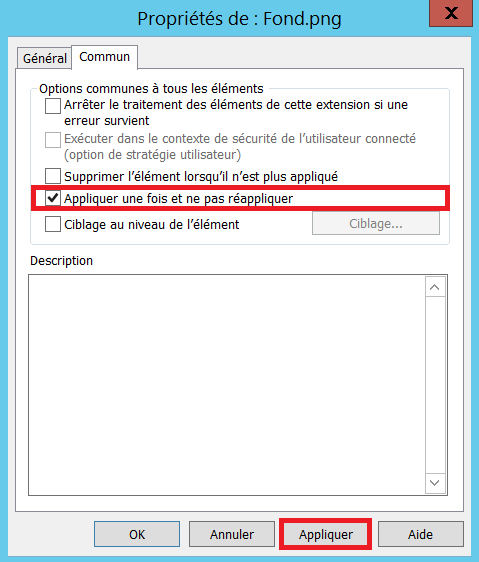 Propriétés de : Fond.png
X
Général
Commun
Options communes à tous les éléments
Arrêter le traitement des éléments de cette extension si une
erreur survient
Exécuter dans le contexte de sécurité de l'utilisateur connecté
(option de stratégie utilisateur)
Supprimer l'élément lorsqu'il n'est plus appliqué
Appliquer une fois et ne pas réappliquer
Ciblage au niveau de l'élément
Ciblage...
Description
OK
Annuler
Appliquer
Aide